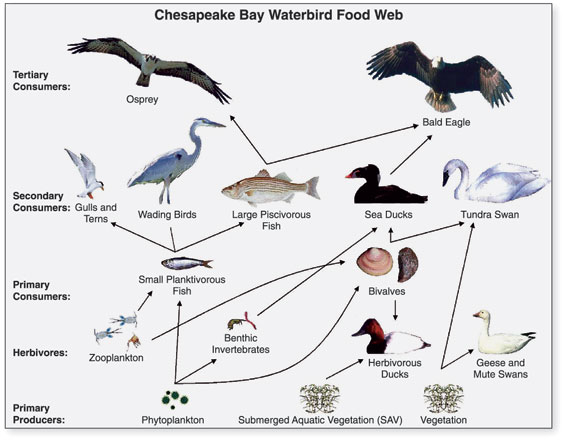 Chesapeake Bay Waterbird Food Web
Tertiary
Consumers:
Osprey
Bald Eagle
Secondary
Consumers:
Gulls and
Terns
Wading Birds
Large Piscivorous
Fish
Sea Ducks
Tundra Swan
Small Planktivorous
Fish
Bivalves
Primary
Consumers:
Herbivores:
Zooplankton
Benthic
Invertebrates
Herbivorous
Ducks
Geese and
Mute Swans
Primary
Producers:
Phytoplankton
Submerged Aquatic Vegetation (SAV)
Vegetation